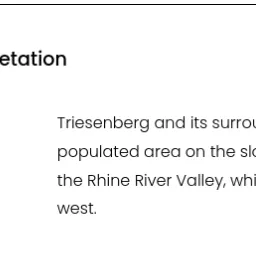 etation
Triesenberg and its surrou
populated area on the slo
the Rhine River Valley, whi
west.